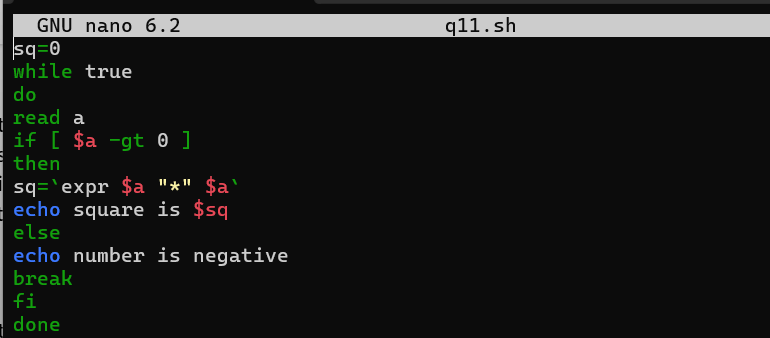 GNU nano 6.2 q11.sh
sq=0
while true
do
read a
if [ $a -gt 0 ]
then
sq=`expr $a "*" $a`
echo square is $sq
else
echo number is negative
break
fi
done